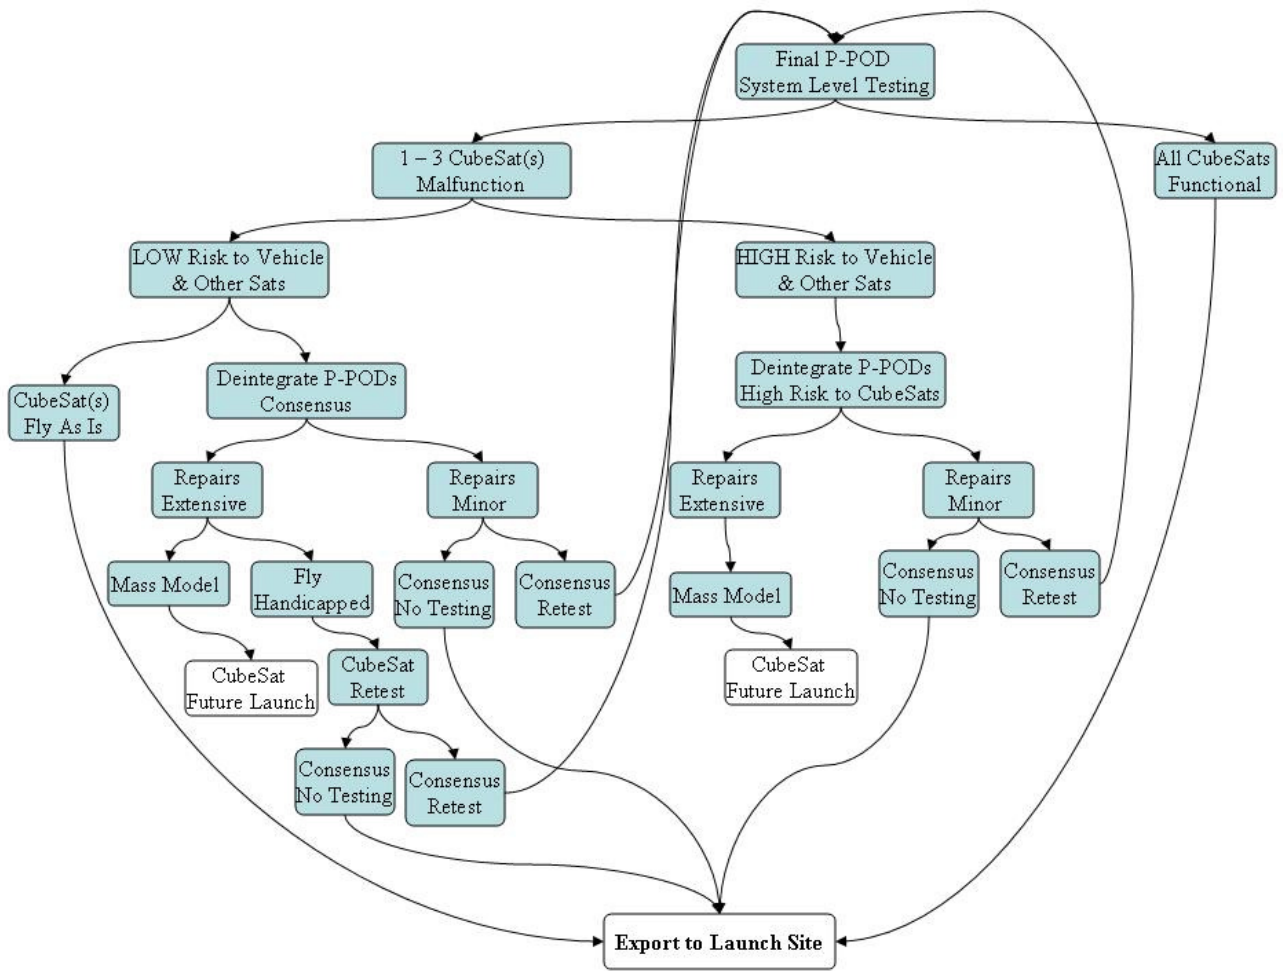 Final P-POD
System Level Testing
1 – 3 CubeSat(s)
Malfunction
All CubeSats
Functional
LOW Risk to Vehicle
& Other Sats
HIGH Risk to Vehicle
& Other Sats
CubeSat(s)
Fly As Is
Deintegrate P-PODs
Consensus
Deintegrate P-PODs
High Risk to CubeSats
Repairs
Extensive
Repairs
Minor
Repairs
Extensive
Repairs
Minor
Mass Model
Fly
Handicapped
Consensus
No Testing
Consensus
Retest
Mass Model
Consensus
No Testing
Consensus
Retest
CubeSat
Future Launch
CubeSat
Retest
CubeSat
Future Launch
Consensus
No Testing
Consensus
Retest
Export to Launch Site